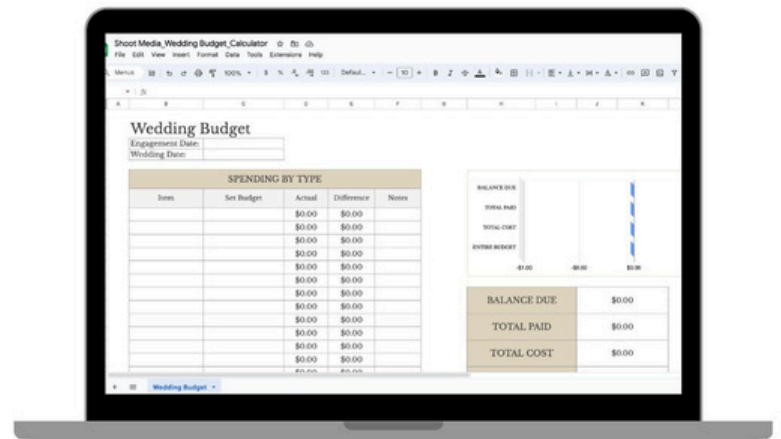 Shoot Media_Wedding Budget_Calculator
File Edit View Insert Format Data Tools Extensions Help
Menus 100% $ % 123 Defaul... − 10 + B I A
A B C D E F G H I J K
Wedding Budget
Engagement Date:
Wedding Date:
SPENDING BY TYPE
Item Set Budget Actual Difference Notes
$0.00 $0.00
$0.00 $0.00
$0.00 $0.00
$0.00 $0.00
$0.00 $0.00
$0.00 $0.00
$0.00 $0.00
$0.00 $0.00
$0.00 $0.00
$0.00 $0.00
$0.00 $0.00
$0.00 $0.00
$0.00 $0.00
BALANCE DUE
TOTAL PAID
TOTAL COST
ENTIRE BUDGET
-$1.00 -$0.00 $0.00
BALANCE DUE $0.00
TOTAL PAID $0.00
TOTAL COST $0.00
Wedding Budget